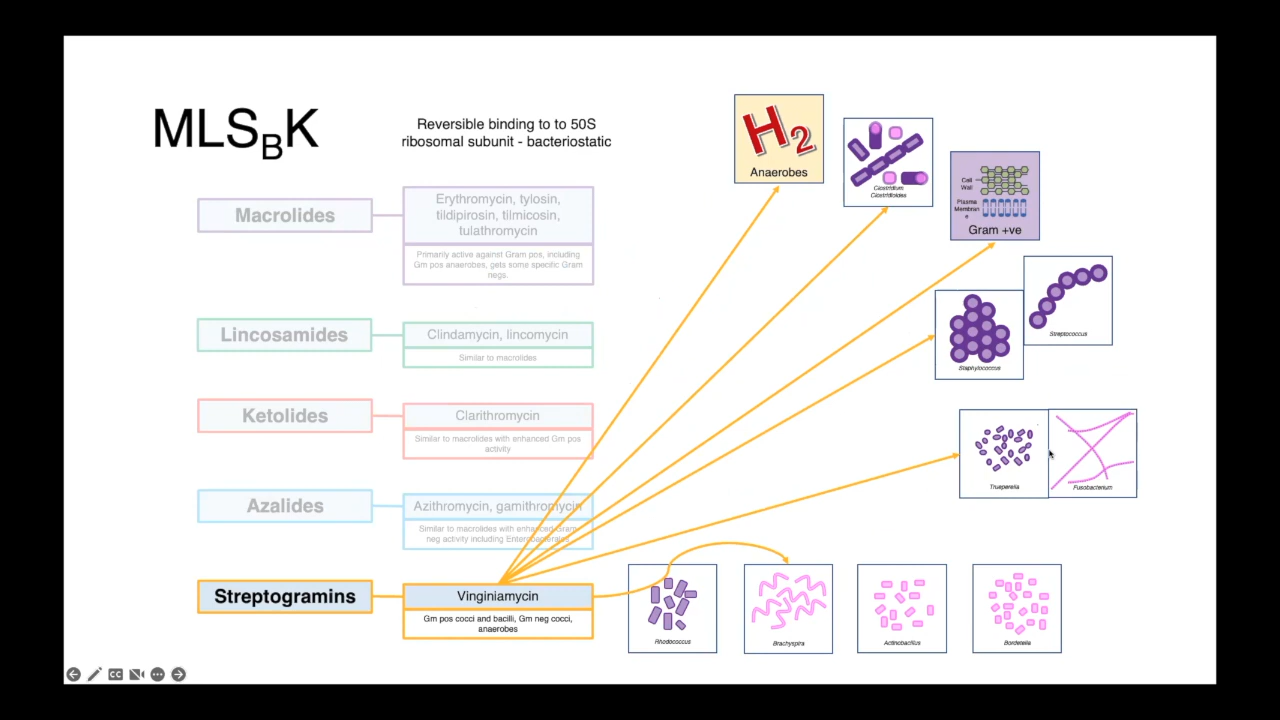 MLSBK
Reversible binding to to 50S
ribosomal subunit - bacteriostatic
Macrolides
Erythromycin, tylosin,
tildipirosin, tilmicosin,
tulathromycin
Primarily active against Gram pos, including
Gm pos anaerobes, gets some specific Gram
negs.
Lincosamides
Clindamycin, lincomycin
Similar to macrolides
Ketolides
Clarithromycin
Similar to macrolides with enhanced Gm pos
activity
Azalides
Azithromycin, gamithromycin
Similar to macrolides with enhanced Gram
neg activity including Enterobacterales
Streptogramins
Vinginiamycin
Gm pos cocci and bacilli, Gm neg cocci,
anaerobes
H2
Anaerobes
Clostridium
Clostridioides
Cell
Wall
Plasma
Membran
e
Gram +ve
Streptococcus
Staphylococcus
Trueperella
Fusobacterium
Rhodococcus
Brachyspira
Actinobacillus
Bordetella
CC